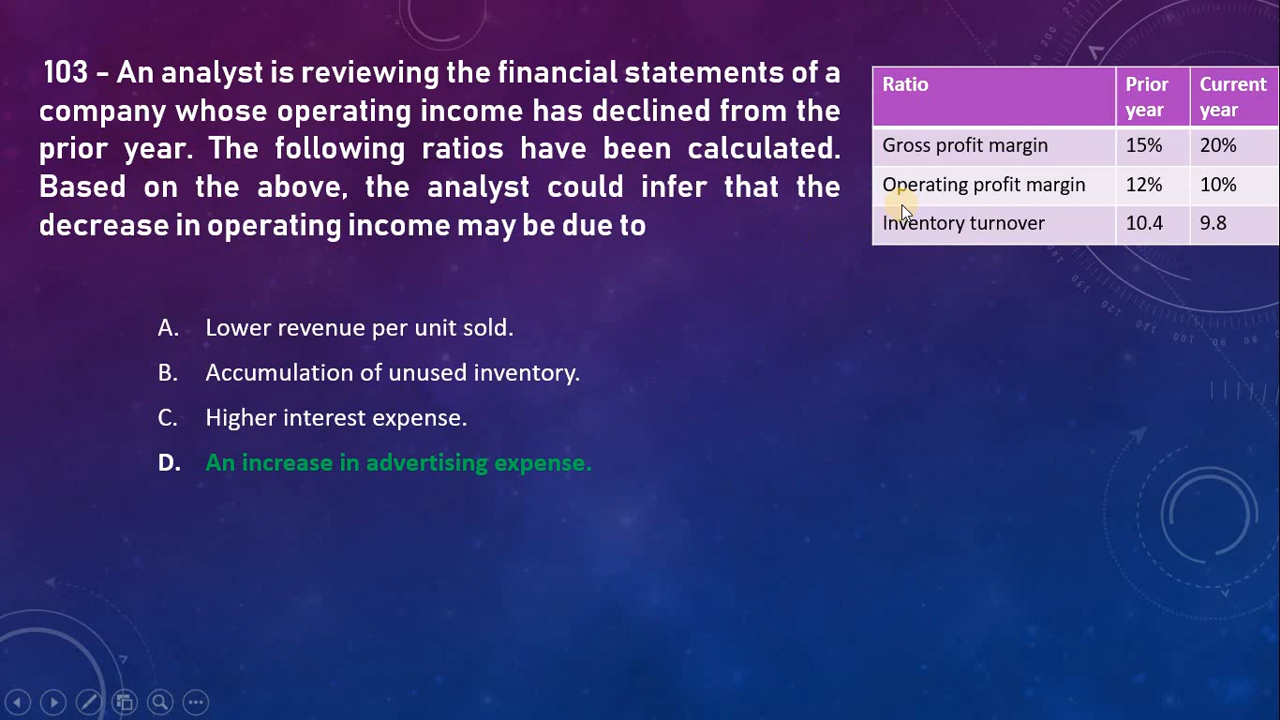 103 – An analyst is reviewing the financial statements of a
company whose operating income has declined from the
prior year. The following ratios have been calculated.
Based on the above, the analyst could infer that the
decrease in operating income may be due to
Ratio Prior year Current year
Gross profit margin 15% 20%
Operating profit margin 12% 10%
Inventory turnover 10.4 9.8
A. Lower revenue per unit sold.
B. Accumulation of unused inventory.
C. Higher interest expense.
D. An increase in advertising expense.